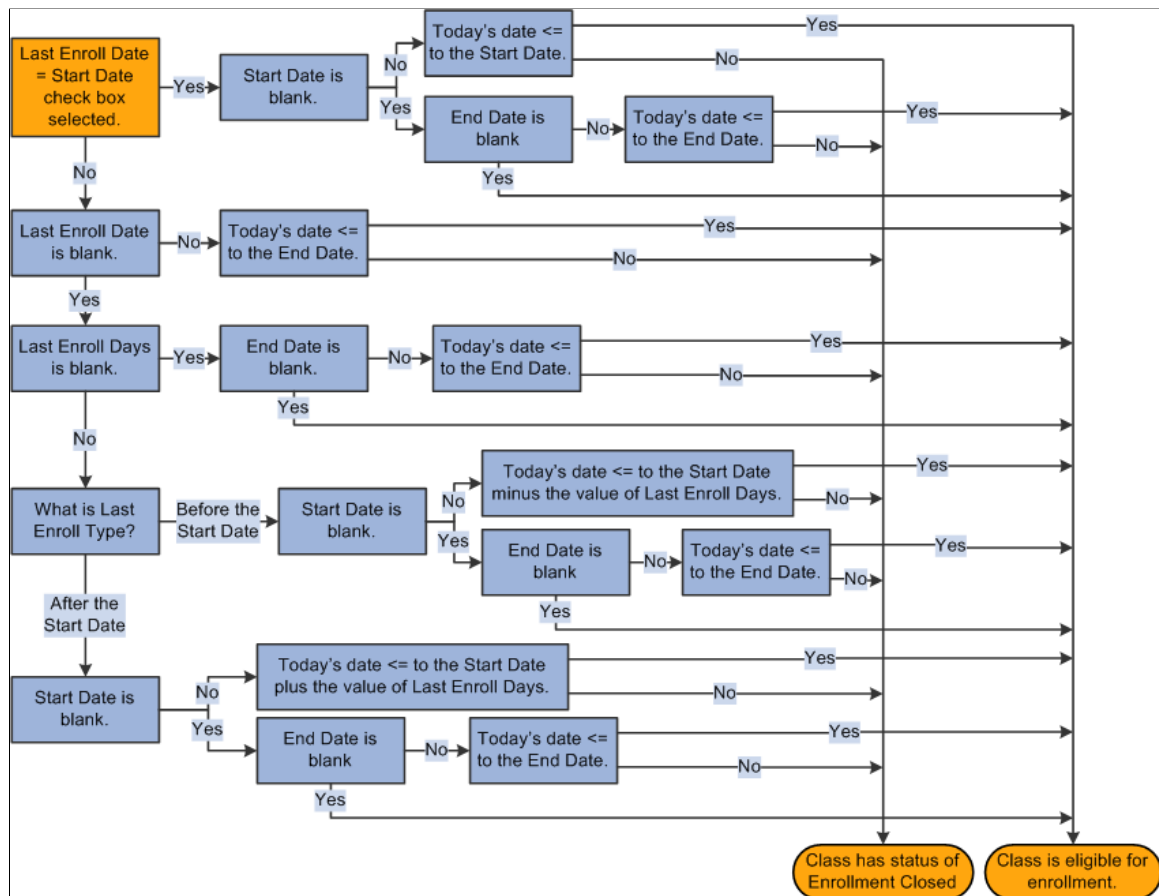 Last Enroll Date
= Start Date
check box
selected.
Yes
Start Date is
blank.
No
Yes
Today's date <=
to the Start Date.
Yes
No
End Date is
blank
No
Today's date <=
to the End Date.
Yes
No
Yes
No
Last Enroll Date
is blank.
No
Today's date <=
to the End Date.
Yes
No
Yes
Last Enroll Days
is blank.
Yes
End Date is
blank.
No
Today's date <=
to the End Date.
Yes
No
Yes
No
What is Last
Enroll Type?
Before the
Start Date
Start Date is
blank.
No
Yes
Today's date <= to the Start Date
minus the value of Last Enroll Days.
Yes
No
End Date is
blank
No
Today's date <=
to the End Date.
Yes
No
Yes
After the
Start Date
Start Date is
blank.
No
Yes
Today's date <= to the Start Date
plus the value of Last Enroll Days.
Yes
No
End Date is
blank
No
Today's date <=
to the End Date.
Yes
No
Yes
Class has status of
Enrollment Closed
Class is eligible for
enrollment.